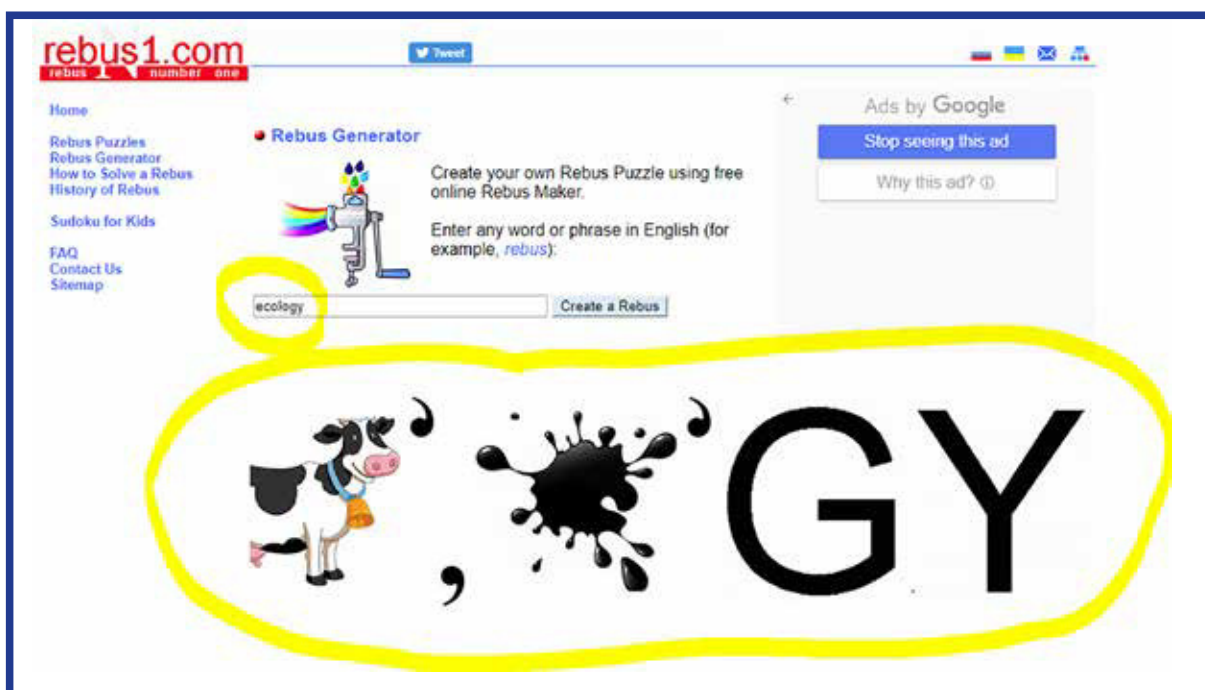 rebus1.com
rebus number one
Tweet
Home
Rebus Puzzles
Rebus Generator
How to Solve a Rebus
History of Rebus
Sudoku for Kids
FAQ
Contact Us
Sitemap
Rebus Generator
Create your own Rebus Puzzle using free
online Rebus Maker.
Enter any word or phrase in English (for
example, rebus):
ecology
Create a Rebus
Ads by Google
Stop seeing this ad
Why this ad?
’ , ’ GY